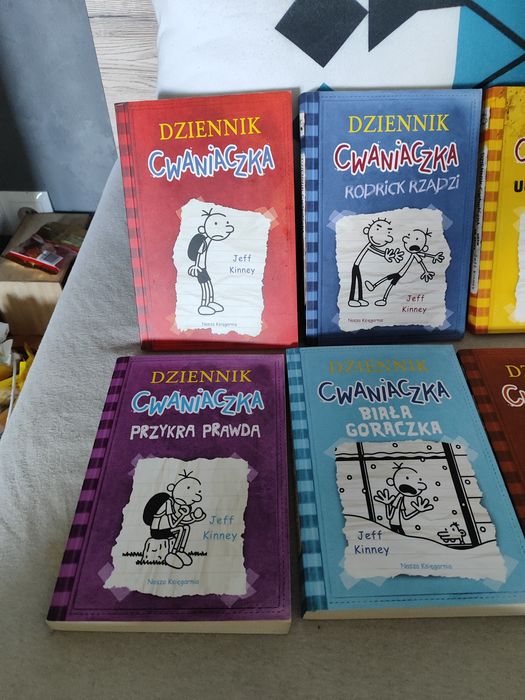 DZIENNIK
CWANIACZKA
Jeff
Kinney
Nasza Księgarnia
DZIENNIK
CWANIACZKA
RODRICK RZĄDZI
Jeff
Kinney
Nasza Księgarnia
DZIENNIK
CWANIACZKA
PRZYKRA PRAWDA
Jeff
Kinney
Nasza Księgarnia
DZIENNIK
CWANIACZKA
BIAŁA
GORĄCZKA
Jeff
Kinney
Nasza Księgarnia